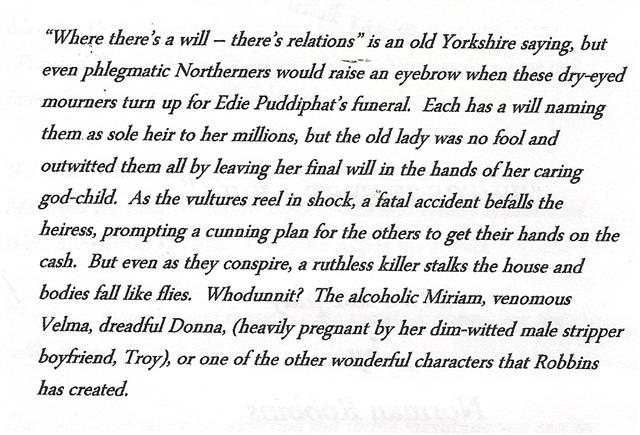 “Where there’s a will – there’s relations” is an old Yorkshire saying, but
even phlegmatic Northerners would raise an eyebrow when these dry-eyed
mourners turn up for Edie Puddiphat’s funeral. Each has a will naming
them as sole heir to her millions, but the old lady was no fool and
outwitted them all by leaving her final will in the hands of her caring
god-child. As the vultures reel in shock, a fatal accident befalls the
heiress, prompting a cunning plan for the others to get their hands on the
cash. But even as they conspire, a ruthless killer stalks the house and
bodies fall like flies. Whodunnit? The alcoholic Miriam, venomous
Velma, dreadful Donna, (heavily pregnant by her dim-witted male stripper
boyfriend, Troy), or one of the other wonderful characters that Robbins
has created.